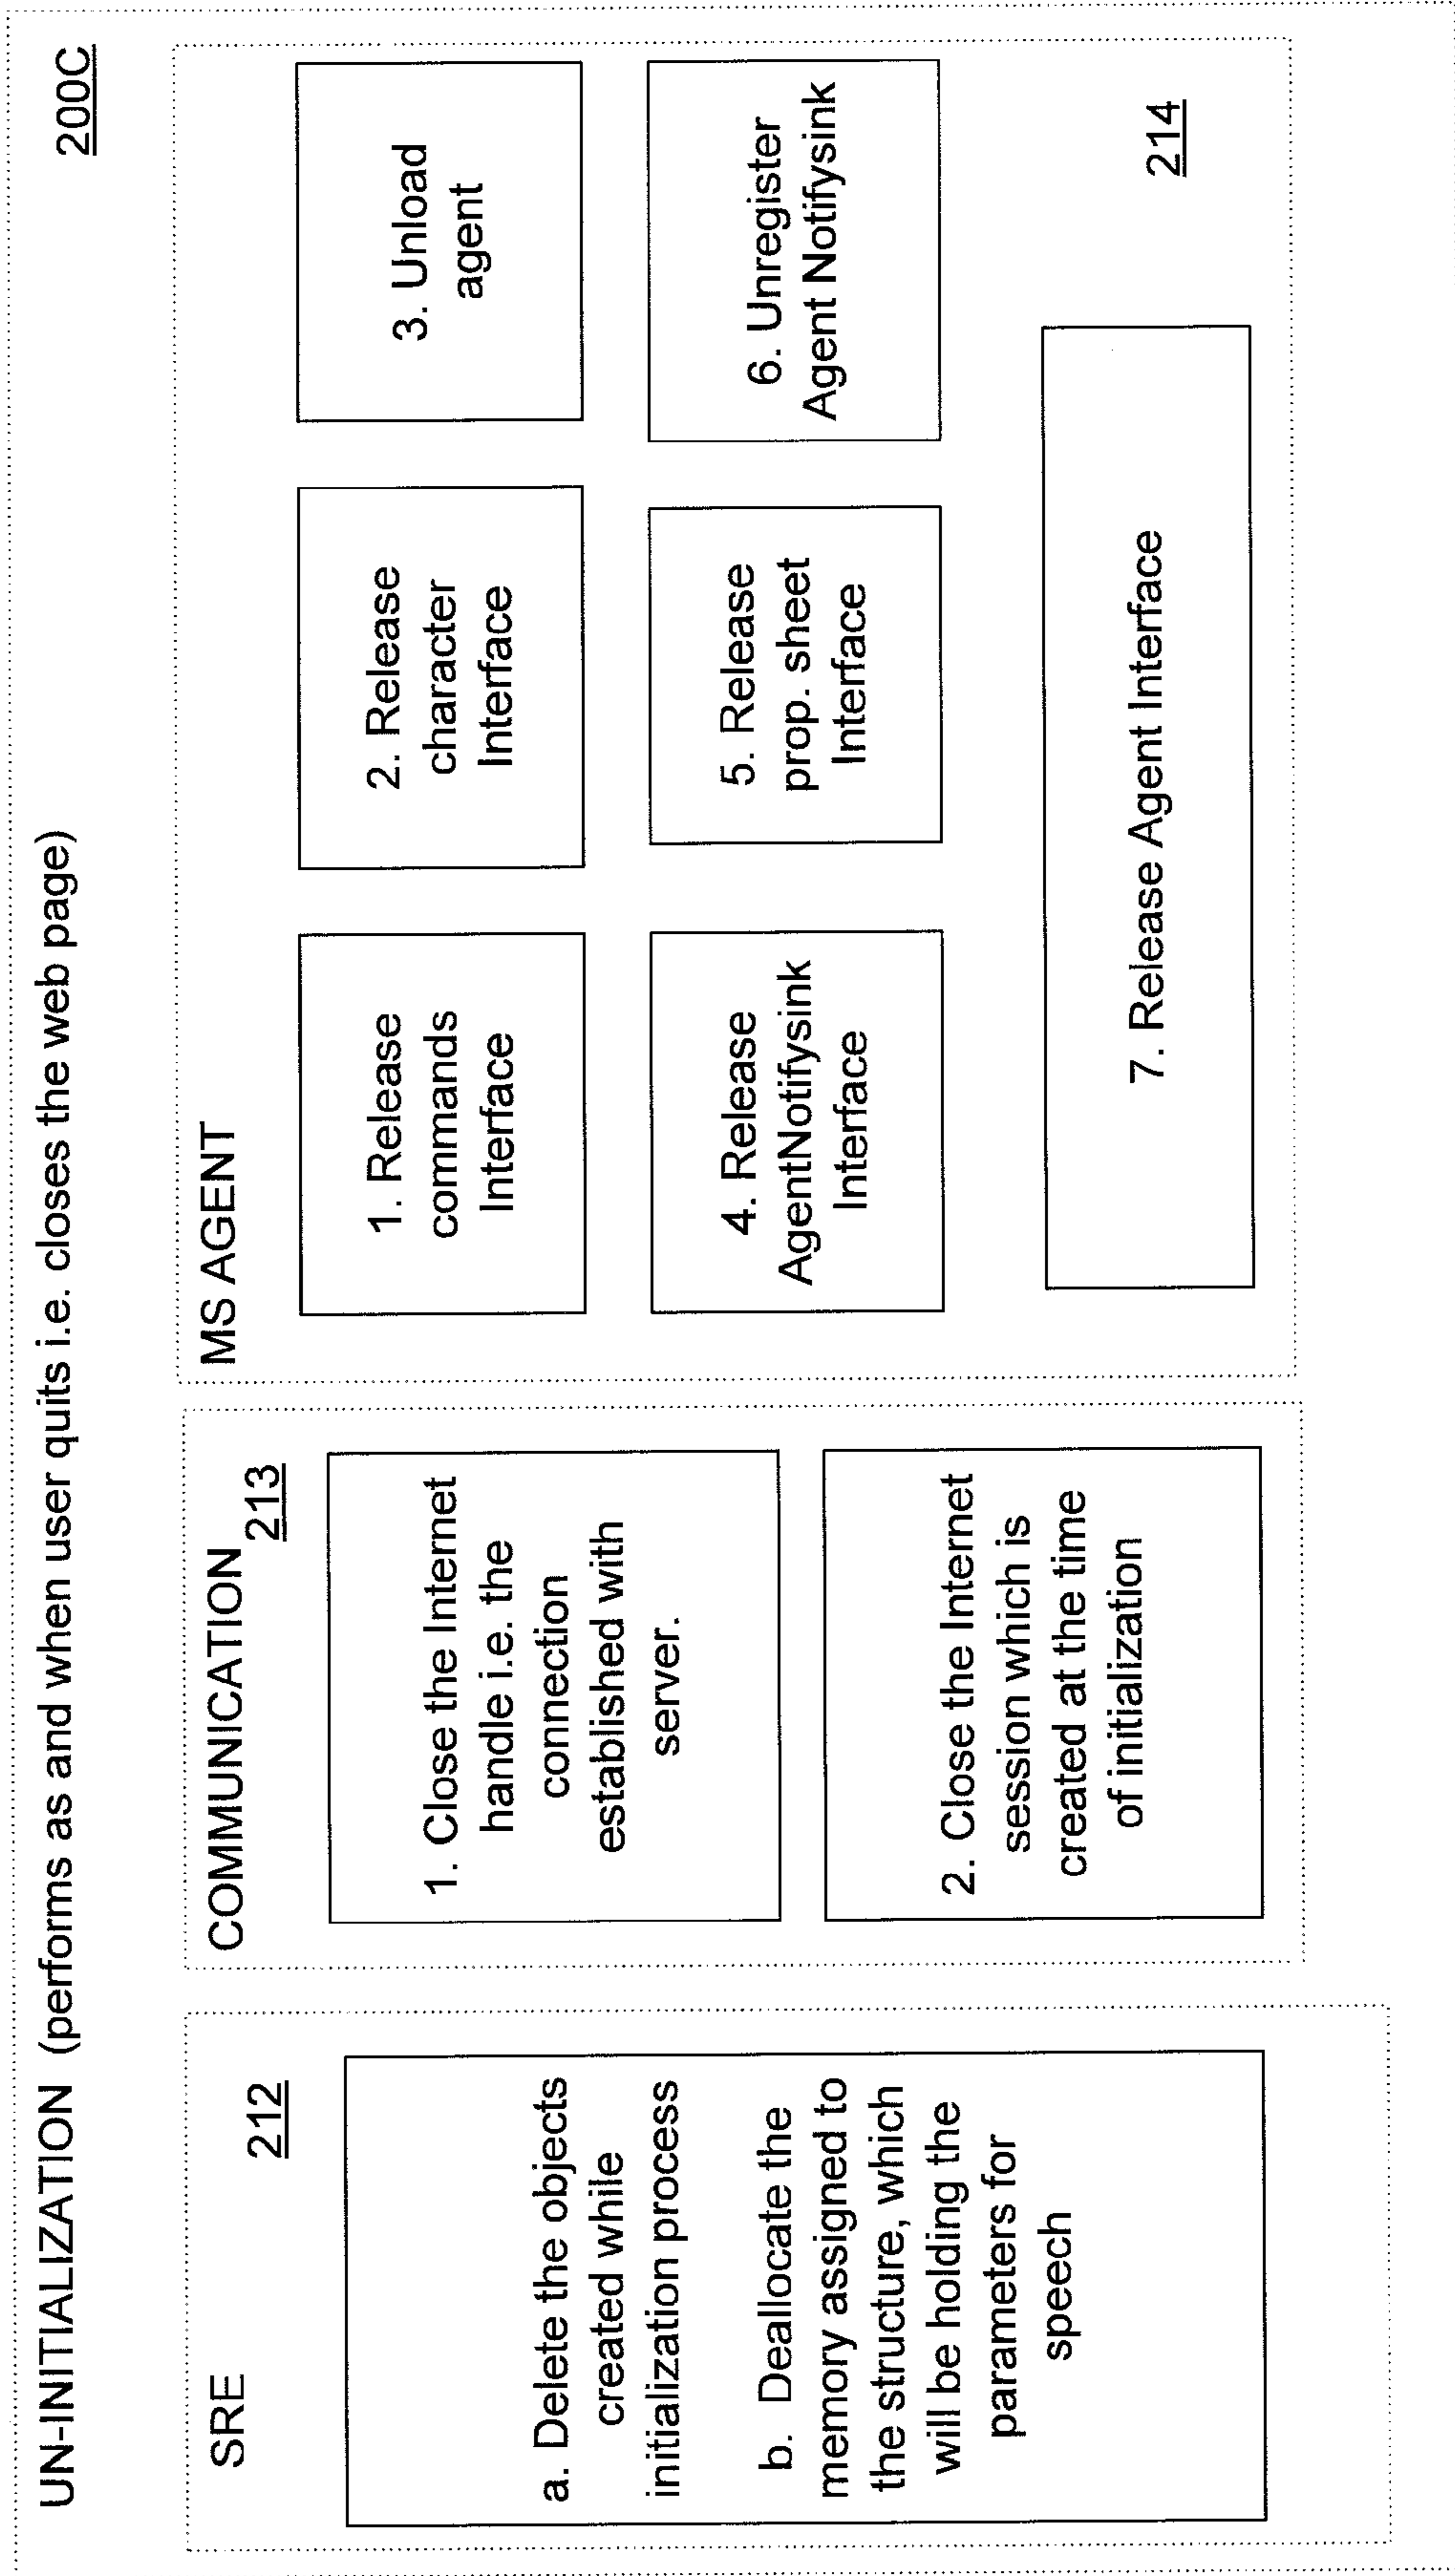 UN-INITIALIZATION (performs as and when user quits i.e. closes the web page)
200C
SRE
212
a. Delete the objects
created while
initialization process
b. Deallocate the
memory assigned to
the structure, which
will be holding the
parameters for
speech
COMMUNICATION
213
1. Close the Internet
handle i.e. the
connection
established with
server.
2. Close the Internet
session which is
created at the time
of initialization
MS AGENT
1. Release
commands
Interface
2. Release
character
Interface
3. Unload
agent
4. Release
AgentNotifysink
Interface
5. Release
prop. sheet
Interface
6. Unregister
Agent Notifysink
7. Release Agent Interface
214